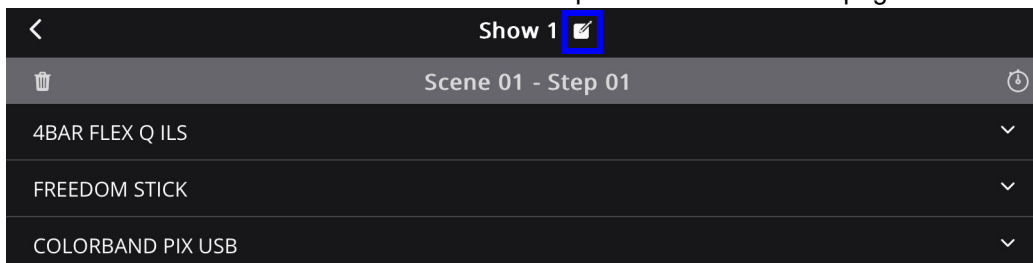 Show 1
Scene 01 - Step 01
4BAR FLEX Q ILS
FREEDOM STICK
COLORBAND PIX USB